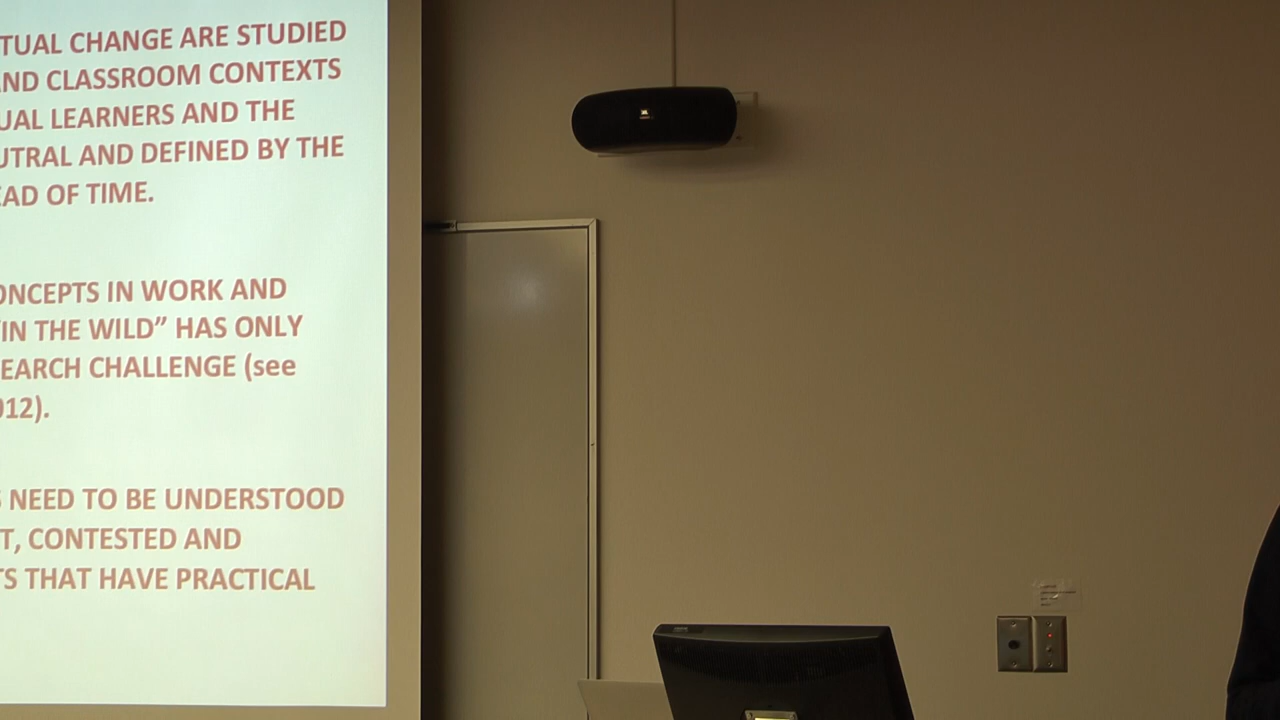 TUAL CHANGE ARE STUDIED
ND CLASSROOM CONTEXTS
UAL LEARNERS AND THE
UTRAL AND DEFINED BY THE
EAD OF TIME.
ONCEPTS IN WORK AND
"IN THE WILD" HAS ONLY
EARCH CHALLENGE (see
012).
S NEED TO BE UNDERSTOOD
T, CONTESTED AND
TS THAT HAVE PRACTICAL